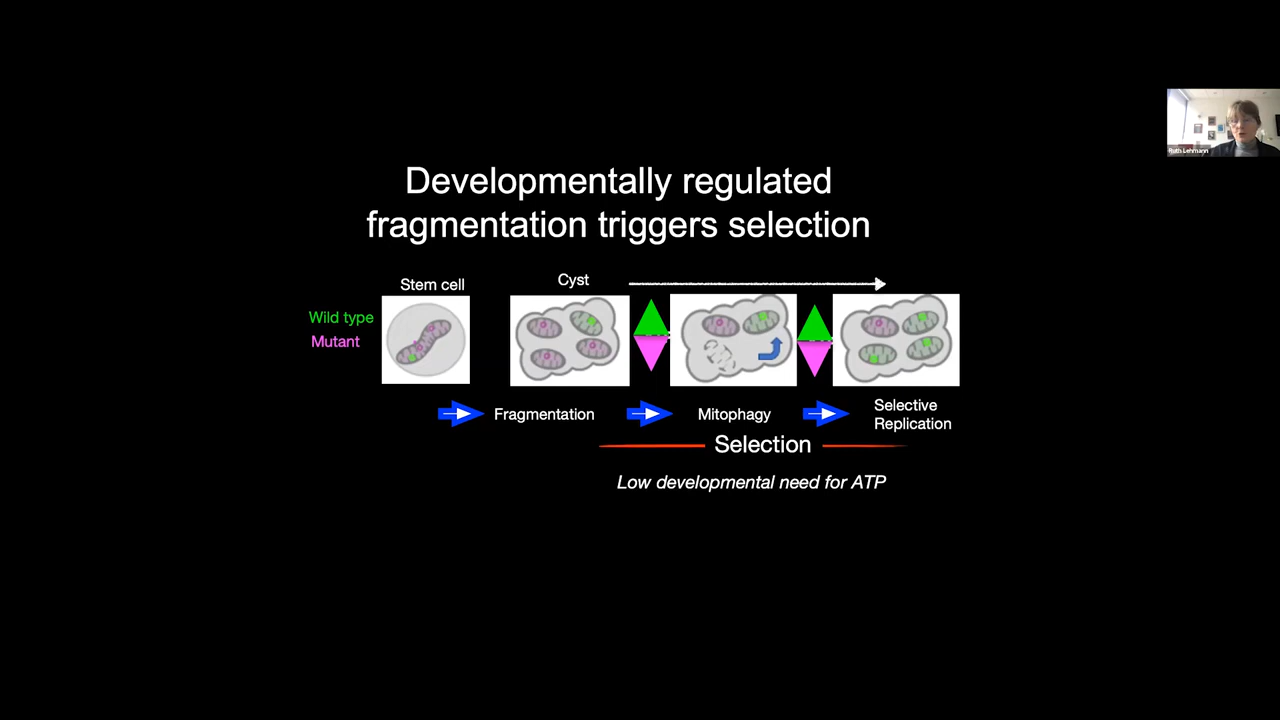 Ruth Lehmann
Developmentally regulated
fragmentation triggers selection
Stem cell
Cyst
Wild type
Mutant
Fragmentation
Mitophagy
Selective
Replication
Selection
Low developmental need for ATP